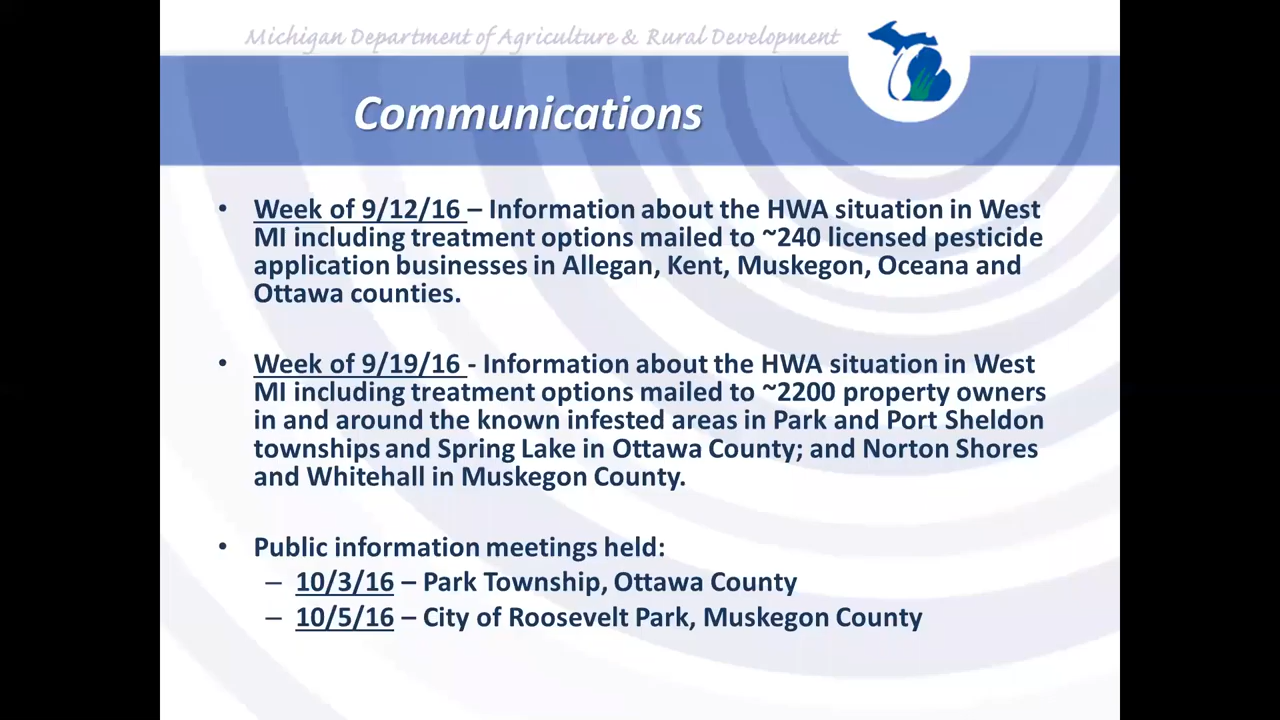 Michigan Department of Agriculture & Rural Development
Communications
• Week of 9/12/16 – Information about the HWA situation in West
MI including treatment options mailed to ~240 licensed pesticide
application businesses in Allegan, Kent, Muskegon, Oceana and
Ottawa counties.
• Week of 9/19/16 - Information about the HWA situation in West
MI including treatment options mailed to ~2200 property owners
in and around the known infested areas in Park and Port Sheldon
townships and Spring Lake in Ottawa County; and Norton Shores
and Whitehall in Muskegon County.
• Public information meetings held:
– 10/3/16 – Park Township, Ottawa County
– 10/5/16 – City of Roosevelt Park, Muskegon County